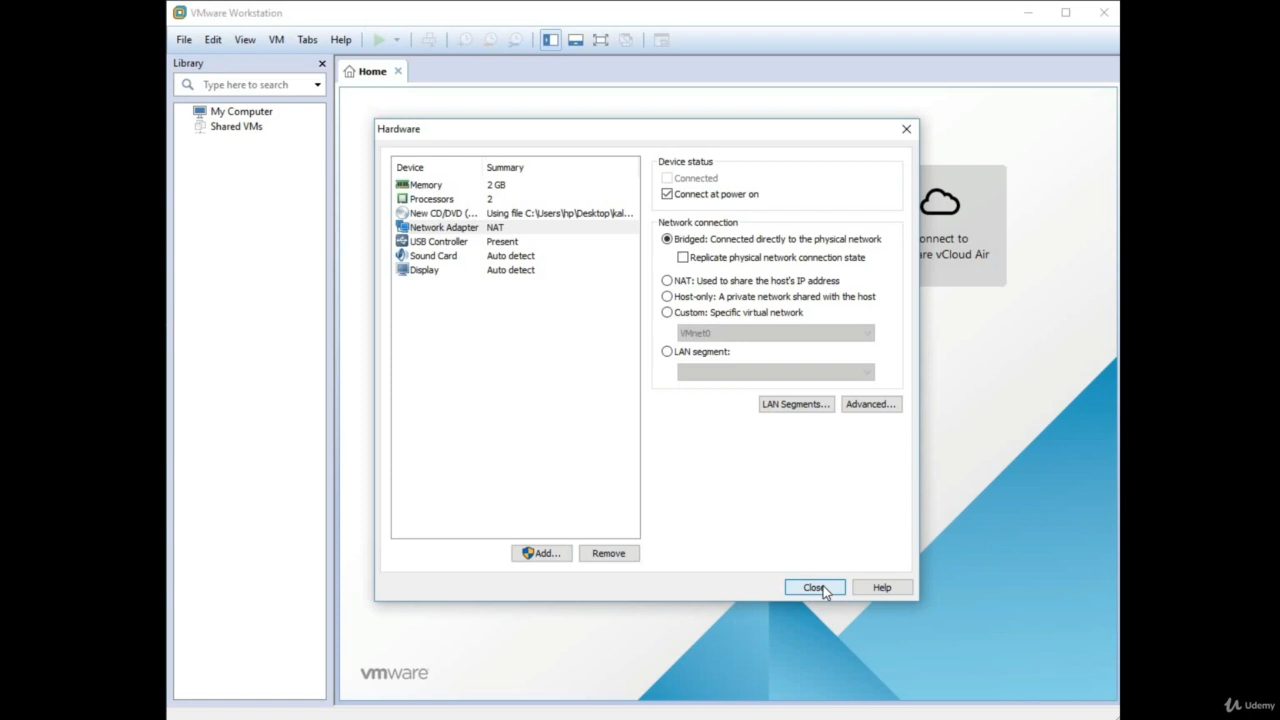 VMware Workstation
File Edit View VM Tabs Help
Library
Type here to search
My Computer
Shared VMs
Home
Hardware
Device Summary
Memory 2 GB
Processors 2
New CD/DVD (... Using file C:\Users\hp\Desktop\kal...
Network Adapter NAT
USB Controller Present
Sound Card Auto detect
Display Auto detect
Add... Remove
Device status
Connected
Connect at power on
Network connection
Bridged: Connected directly to the physical network
Replicate physical network connection state
NAT: Used to share the host's IP address
Host-only: A private network shared with the host
Custom: Specific virtual network
VMnet0
LAN segment:
LAN Segments... Advanced...
Close Help
onnect to
re vCloud Air
vmware
Udemy